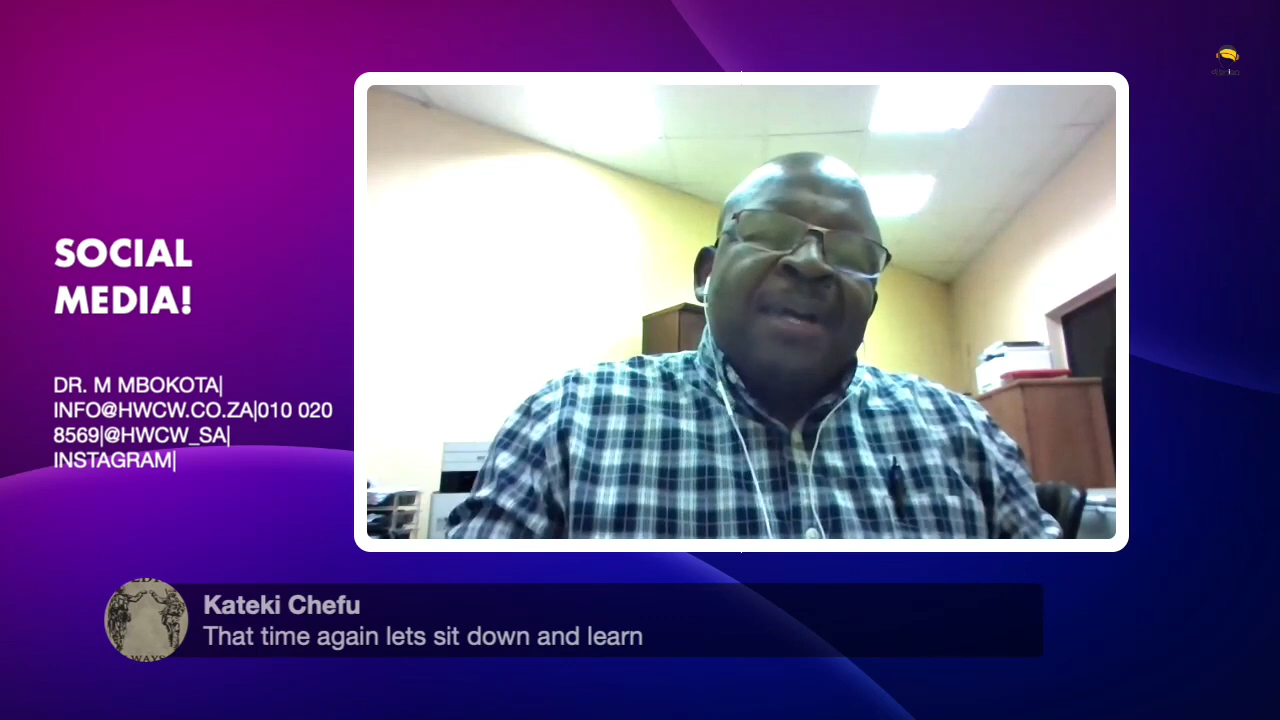 SOCIAL
MEDIA!
DR. M MBOKOTA|
INFO@HWCW.CO.ZA|010 020
8569|@HWCW_SA|
INSTAGRAM|
Kateki Chefu
That time again lets sit down and learn